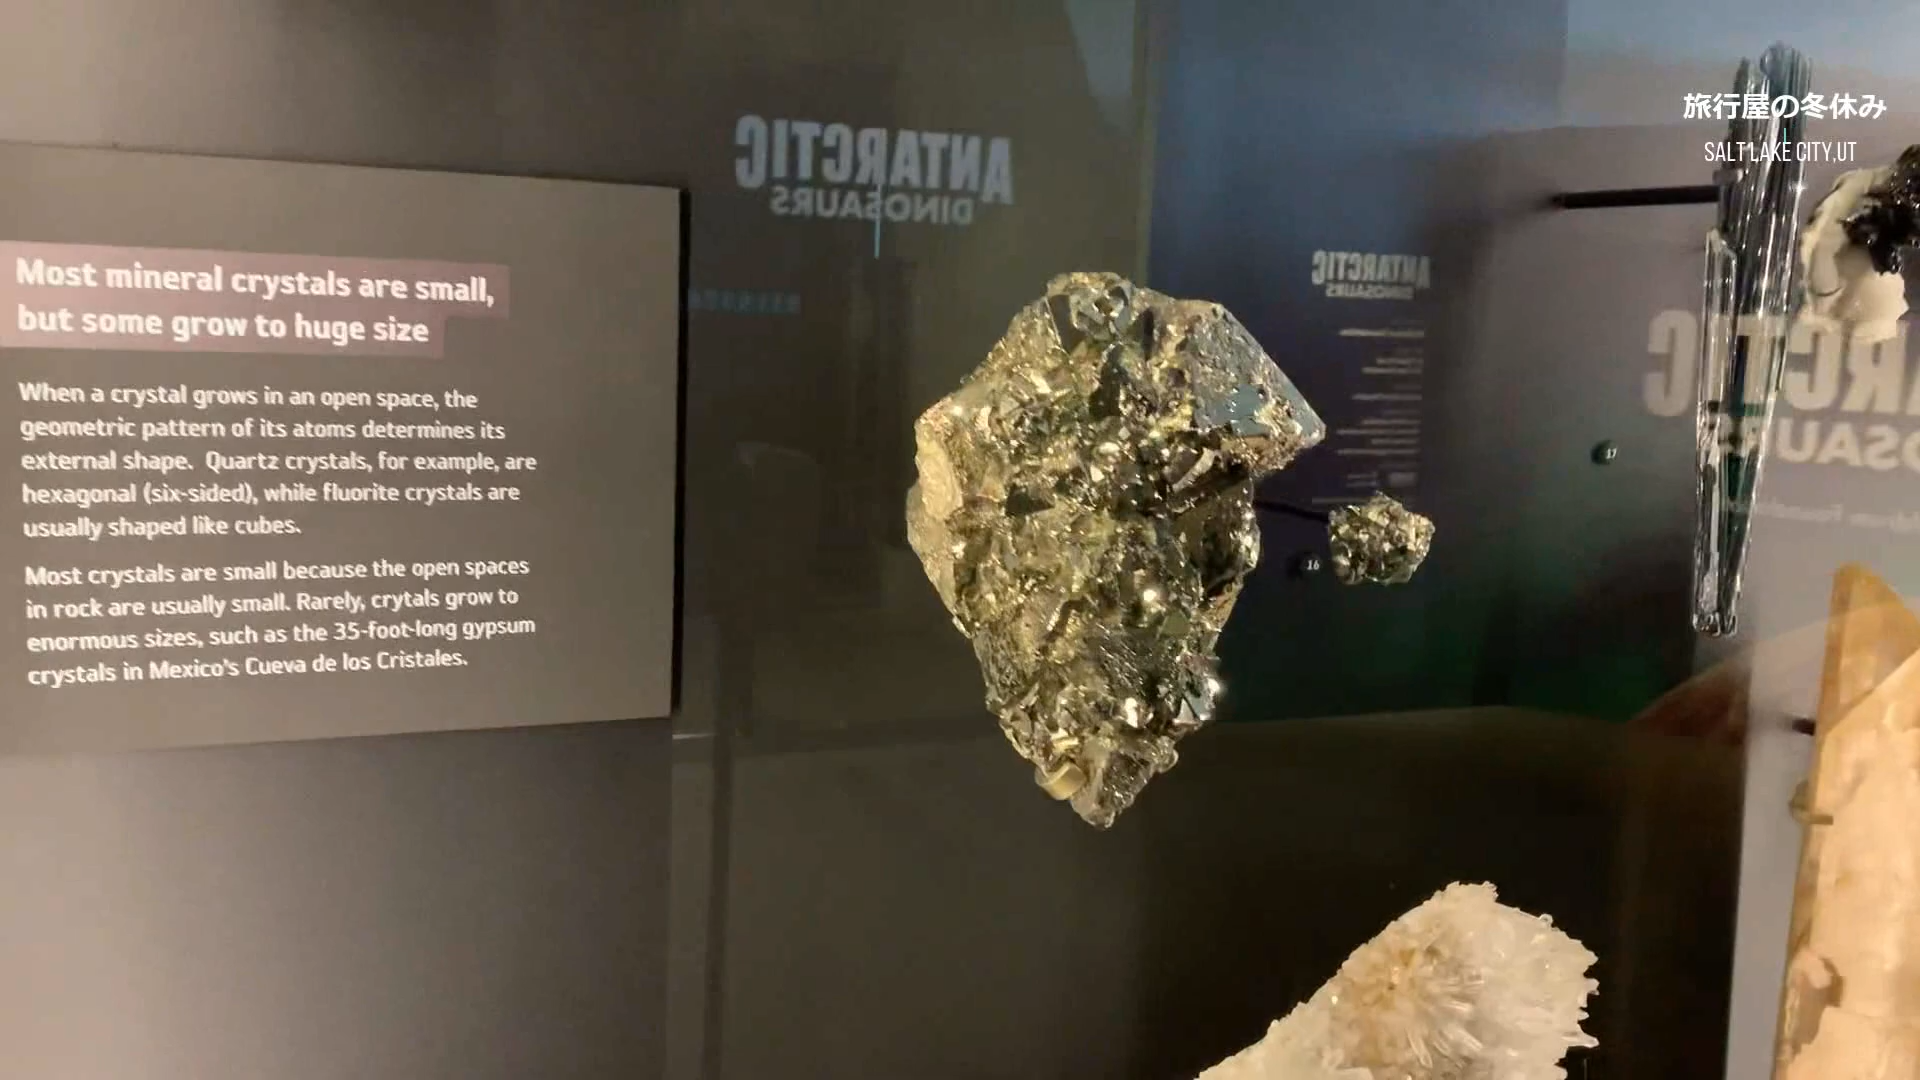 旅行屋の冬休み
SALT LAKE CITY,UT
ANTARCTIC
DINOSAURS
ANTARCTIC
DINOSAURS
Most mineral crystals are small,
but some grow to huge size
When a crystal grows in an open space, the
geometric pattern of its atoms determines its
external shape. Quartz crystals, for example, are
hexagonal (six-sided), while fluorite crystals are
usually shaped like cubes.
Most crystals are small because the open spaces
in rock are usually small. Rarely, crytals grow to
enormous sizes, such as the 35-foot-long gypsum
crystals in Mexico's Cueva de los Cristales.
17
16